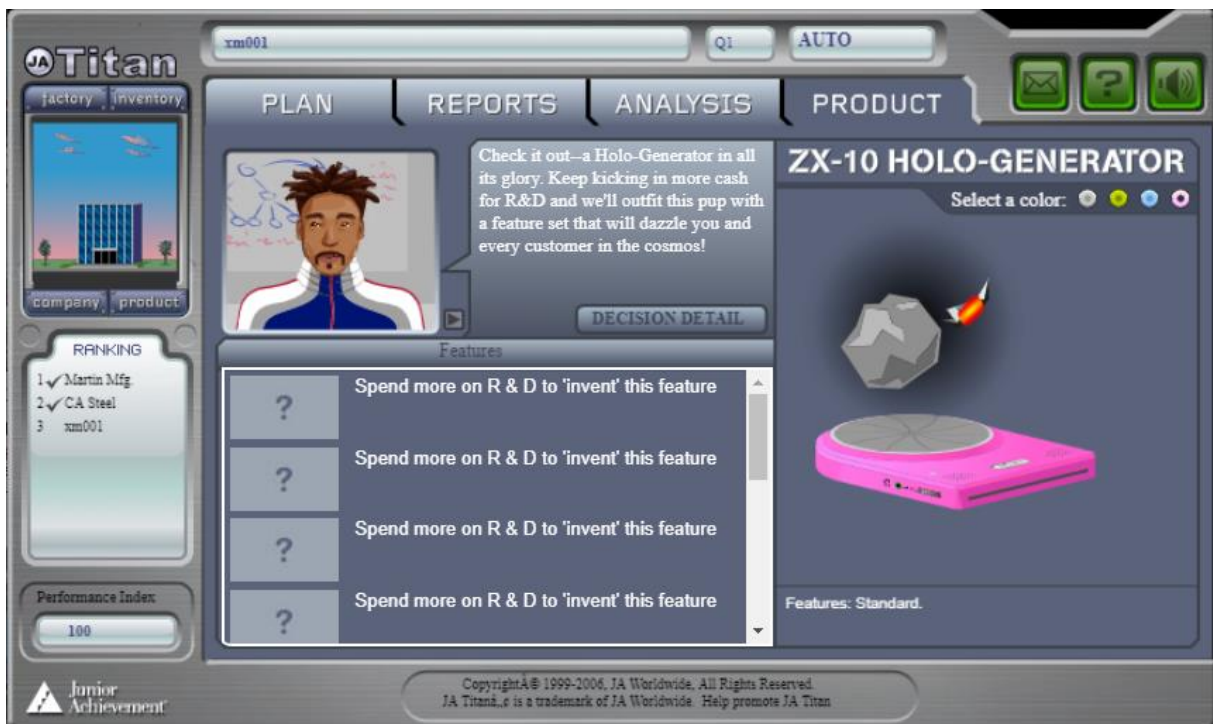 xm001
Q1
AUTO
JA Titan
factory inventory
company product
PLAN
REPORTS
ANALYSIS
PRODUCT
Check it out--a Holo-Generator in all
its glory. Keep kicking in more cash
for R&D and we'll outfit this pup with
a feature set that will dazzle you and
every customer in the cosmos!
DECISION DETAIL
ZX-10 HOLO-GENERATOR
Select a color:
RANKING
1 Martin Mfg.
2 CA Steel
3 xm001
Features
? Spend more on R & D to 'invent' this feature
? Spend more on R & D to 'invent' this feature
? Spend more on R & D to 'invent' this feature
? Spend more on R & D to 'invent' this feature
Features: Standard.
Performance Index
100
Junior
Achievement
CopyrightÂ® 1999-2006, JA Worldwide, All Rights Reserved.
JA Titanâ„¢ is a trademark of JA Worldwide. Help promote JA Titan